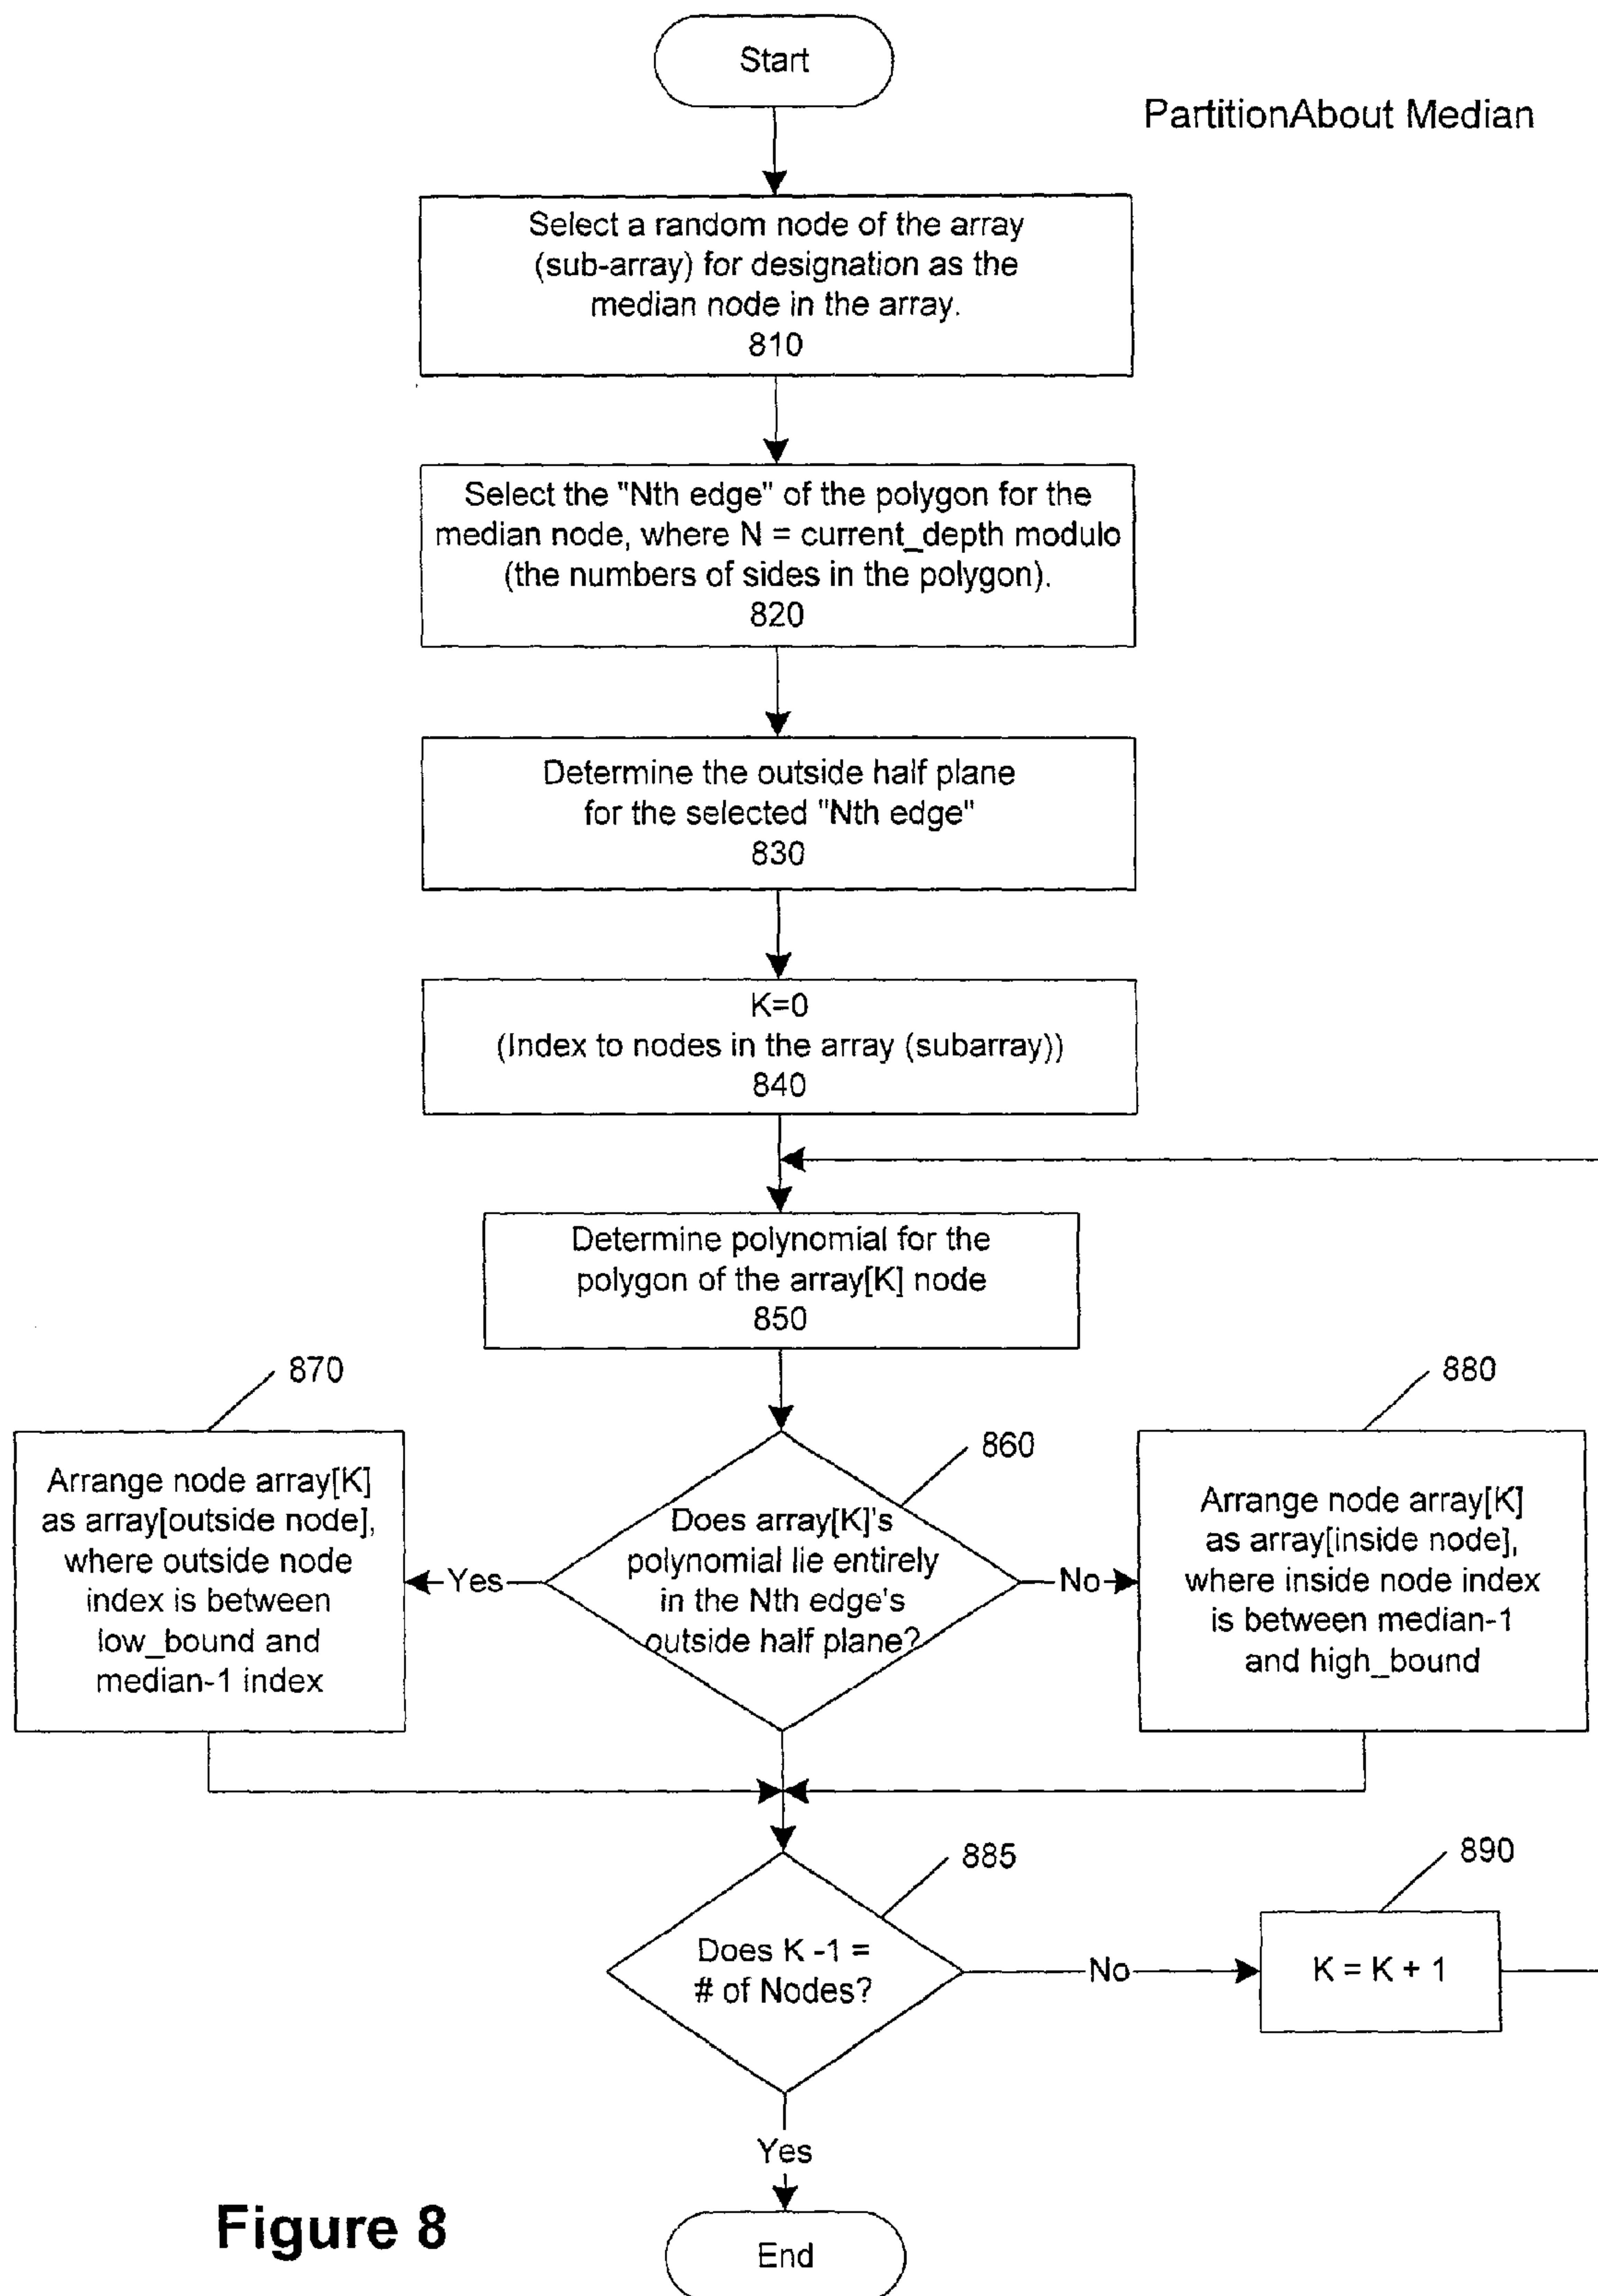 Start
PartitionAbout Median
Select a random node of the array
(sub-array) for designation as the
median node in the array.
810
Select the "Nth edge" of the polygon for the
median node, where N = current_depth modulo
(the numbers of sides in the polygon).
820
Determine the outside half plane
for the selected "Nth edge"
830
K=0
(Index to nodes in the array (subarray))
840
Determine polynomial for the
polygon of the array[K] node
850
870
Arrange node array[K]
as array[outside node],
where outside node
index is between
low_bound and
median-1 index
Yes
860
Does array[K]'s
polynomial lie entirely
in the Nth edge's
outside half plane?
No
880
Arrange node array[K]
as array[inside node],
where inside node index
is between median-1
and high_bound
885
Does K -1 =
# of Nodes?
No
890
K = K + 1
Yes
End
Figure 8